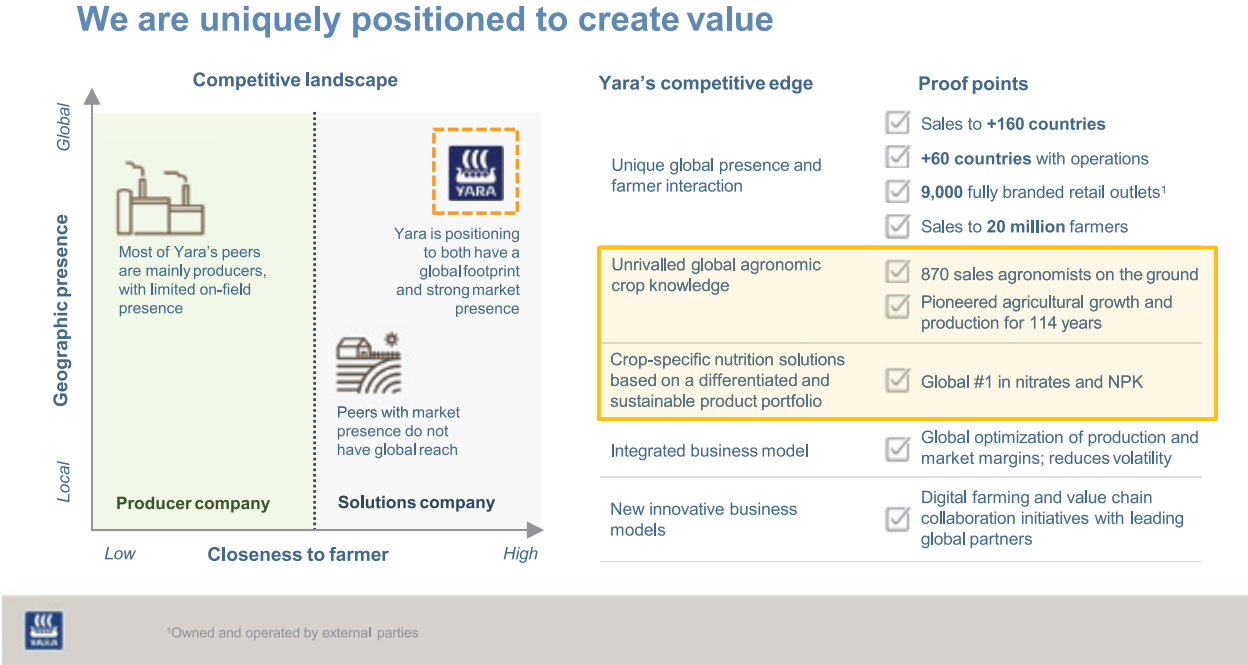 We are uniquely positioned to create value
Competitive landscape
Global
Geographic presence
Local
YARA
Most of Yara's peers
are mainly producers,
with limited on-field
presence
Yara is positioning
to both have a
global footprint
and strong market
presence
Peers with market
presence do not
have global reach
Producer company
Solutions company
Low
Closeness to farmer
High
Yara's competitive edge
Proof points
Unique global presence and
farmer interaction
Sales to +160 countries
+60 countries with operations
9,000 fully branded retail outlets¹
Sales to 20 million farmers
Unrivalled global agronomic
crop knowledge
870 sales agronomists on the ground
Pioneered agricultural growth and
production for 114 years
Crop-specific nutrition solutions
based on a differentiated and
sustainable product portfolio
Global #1 in nitrates and NPK
Integrated business model
Global optimization of production and
market margins; reduces volatility
New innovative business
models
Digital farming and value chain
collaboration initiatives with leading
global partners
YARA
¹Owned and operated by external parties